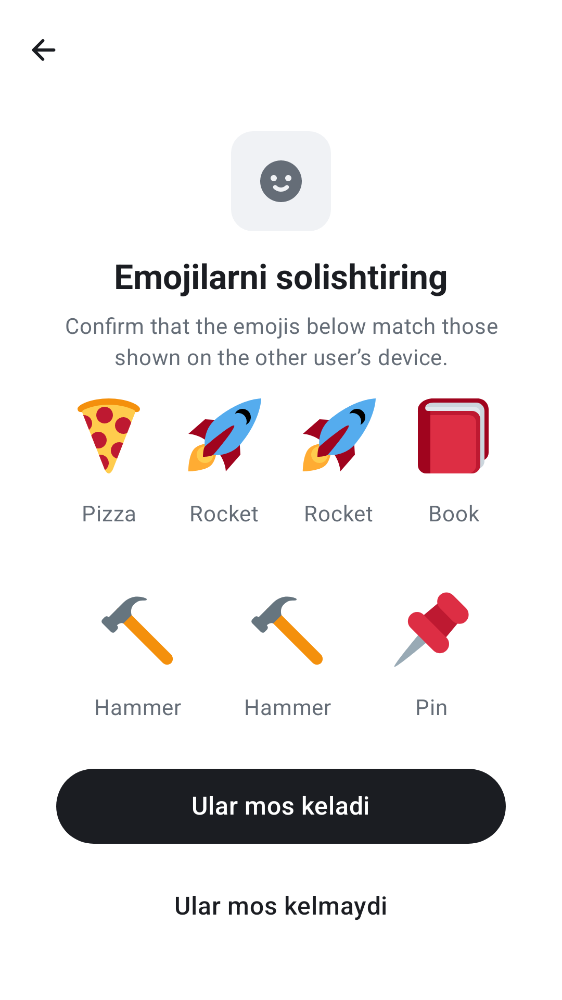 Emojilarni solishtiring
Confirm that the emojis below match those
shown on the other user’s device.
Pizza Rocket Rocket Book
Hammer Hammer Pin
Ular mos keladi
Ular mos kelmaydi